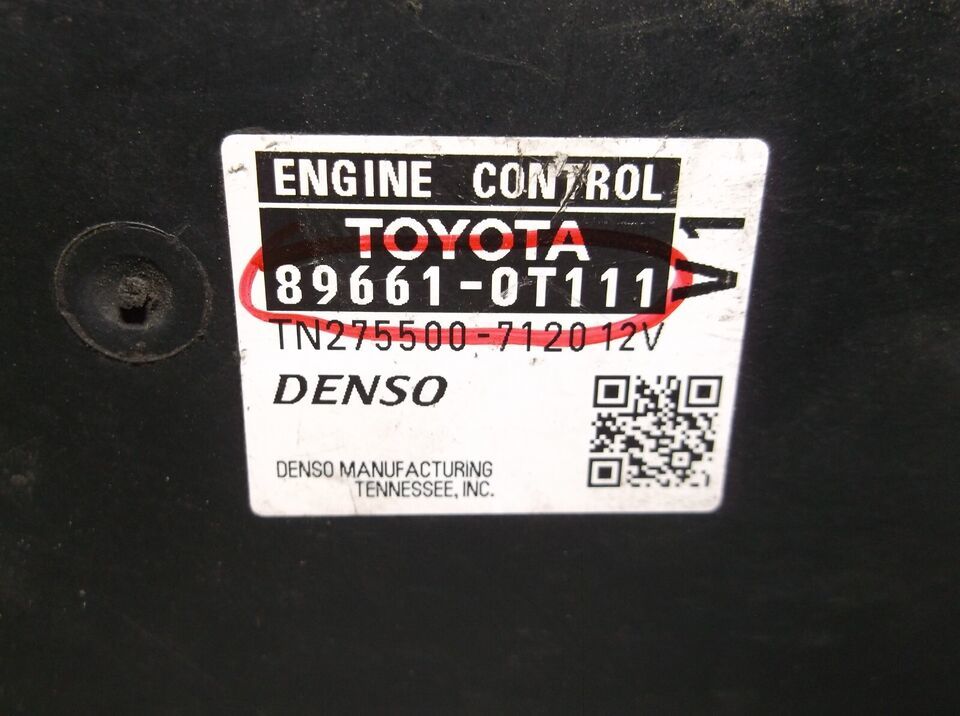 ENGINE CONTROL
TOYOTA
89661-0T111
V1
TN275500-7120 12V
DENSO
DENSO MANUFACTURING
TENNESSEE, INC.